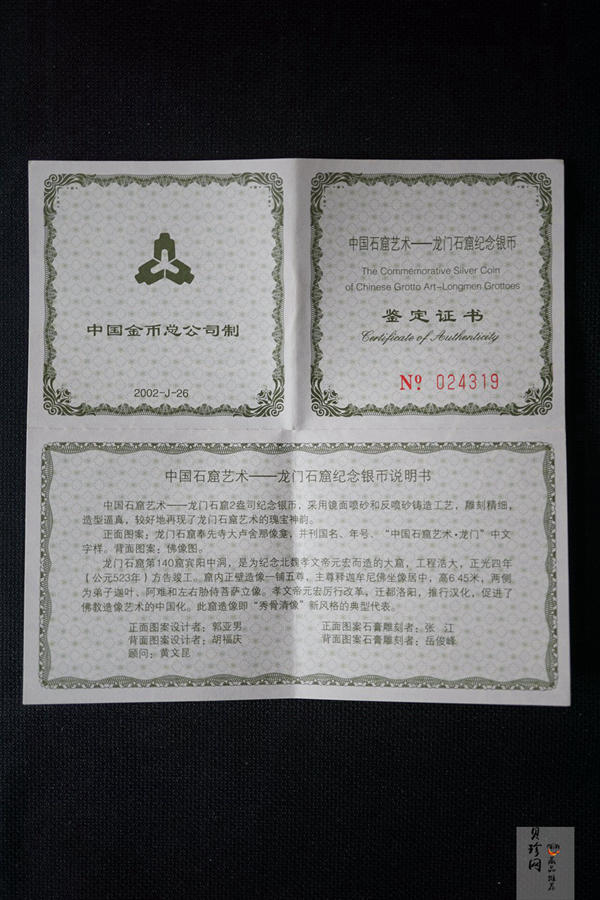 中国金币总公司制
2002-J-26
中国石窟艺术——龙门石窟纪念银币
The Commemorative Silver Coin
of Chinese Grotto Art-Longmen Grottoes
鉴定证书
Certificate of Authenticity
Nº 024319
中国石窟艺术——龙门石窟纪念银币说明书
中国石窟艺术——龙门石窟2盎司纪念银币，采用镜面喷砂和反喷砂铸造工艺，雕刻精细，
造型逼真，较好地再现了龙门石窟艺术的瑰宝神韵。
正面图案：龙门石窟奉先寺大卢舍那像龛，并刊国名、年号、“中国石窟艺术·龙门”中文
字样。背面图案：佛像图。
龙门石窟第140窟宾阳中洞，是为纪念北魏孝文帝元宏而造的大窟，工程浩大，正光四年
（公元523年）方告竣工。窟内正壁造像一铺五尊，主尊释迦牟尼佛坐像居中，高6.45米，两侧
为弟子迦叶、阿难和左右胁侍菩萨立像。孝文帝元宏厉行改革，迁都洛阳，推行汉化，促进了
佛教造像艺术的中国化。此窟造像即“秀骨清像”新风格的典型代表。
正面图案设计者：郭亚男 正面图案石膏雕刻者：张 江
背面图案设计者：胡福庆 背面图案石膏雕刻者：岳俊峰
顾问：黄文昆
贝珍网